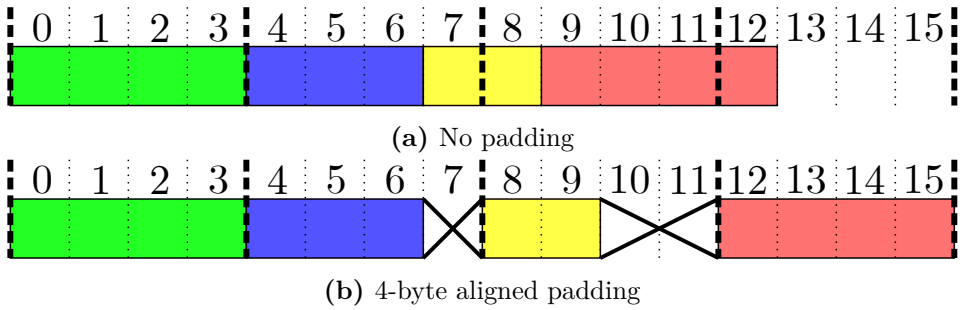 0 1 2 3 4 5 6 7 8 9 10 11 12 13 14 15
(a) No padding
0 1 2 3 4 5 6 7 8 9 10 11 12 13 14 15
(b) 4-byte aligned padding